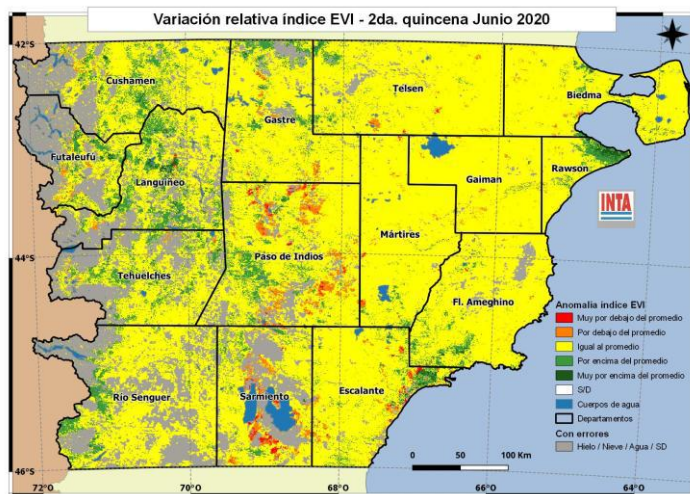 Variación relativa índice EVI - 2da. quincena Junio 2020
42°S
Cushamen
Telsen
Biedma
Gastre
Futaleufú
Languiñeo
Gaiman
Rawson
INTA
Mártires
Paso de Indios
44°S
Tehuelches
Fl. Ameghino
Anomalía índice EVI
Muy por debajo del promedio
Por debajo del promedio
Igual al promedio
Por encima del promedio
Muy por encima del promedio
S/D
Cuerpos de agua
Departamentos
Con errores
Hielo / Nieve / Agua / SD
Río Senguer
Sarmiento
Escalante
46°S
0 50 100 Km
72°O 70°O 68°O 66°O 64°O